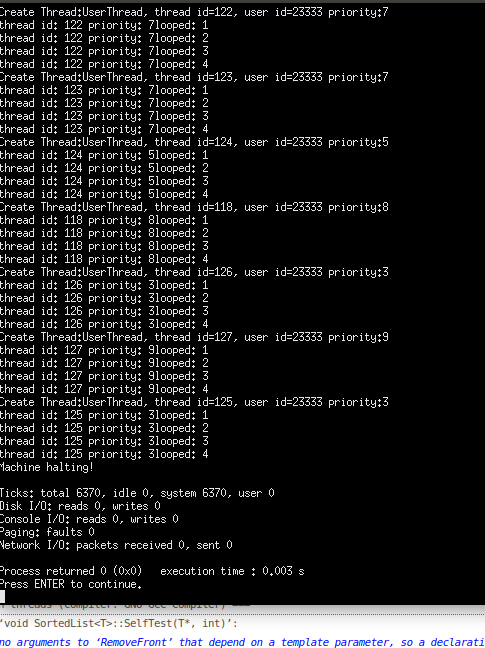 Create Thread:UserThread, thread id=122, user id=23333 priority:7
thread id: 122 priority: 7looped: 1
thread id: 122 priority: 7looped: 2
thread id: 122 priority: 7looped: 3
thread id: 122 priority: 7looped: 4
Create Thread:UserThread, thread id=123, user id=23333 priority:7
thread id: 123 priority: 7looped: 1
thread id: 123 priority: 7looped: 2
thread id: 123 priority: 7looped: 3
thread id: 123 priority: 7looped: 4
Create Thread:UserThread, thread id=124, user id=23333 priority:5
thread id: 124 priority: 5looped: 1
thread id: 124 priority: 5looped: 2
thread id: 124 priority: 5looped: 3
thread id: 124 priority: 5looped: 4
Create Thread:UserThread, thread id=118, user id=23333 priority:8
thread id: 118 priority: 8looped: 1
thread id: 118 priority: 8looped: 2
thread id: 118 priority: 8looped: 3
thread id: 118 priority: 8looped: 4
Create Thread:UserThread, thread id=126, user id=23333 priority:3
thread id: 126 priority: 3looped: 1
thread id: 126 priority: 3looped: 2
thread id: 126 priority: 3looped: 3
thread id: 126 priority: 3looped: 4
Create Thread:UserThread, thread id=127, user id=23333 priority:9
thread id: 127 priority: 9looped: 1
thread id: 127 priority: 9looped: 2
thread id: 127 priority: 9looped: 3
thread id: 127 priority: 9looped: 4
Create Thread:UserThread, thread id=125, user id=23333 priority:3
thread id: 125 priority: 3looped: 1
thread id: 125 priority: 3looped: 2
thread id: 125 priority: 3looped: 3
thread id: 125 priority: 3looped: 4
Machine halting!
Ticks: total 6370, idle 0, system 6370, user 0
Disk I/O: reads 0, writes 0
Console I/O: reads 0, writes 0
Paging: faults 0
Network I/O: packets received 0, sent 0
Process returned 0 (0x0) execution time : 0.003 s
Press ENTER to continue.
threads (compiler: GNU GCC Compiler)
‘void SortedList<T>::SelfTest(T*, int)’:
no arguments to ‘RemoveFront’ that depend on a template parameter, so a declarati